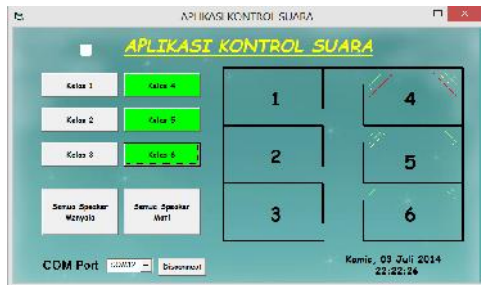 APLIKASI KONTROL SUARA
APLIKASI KONTROL SUARA
Kelas 1
Kelas 4
Kelas 2
Kelas 5
Kelas 3
Kelas 6
1
4
2
5
3
6
Semua Speaker
Menyala
Semua Speaker
Mati
COM Port
COM12
Disconnect
Kamis, 03 Juli 2014
22:22:26